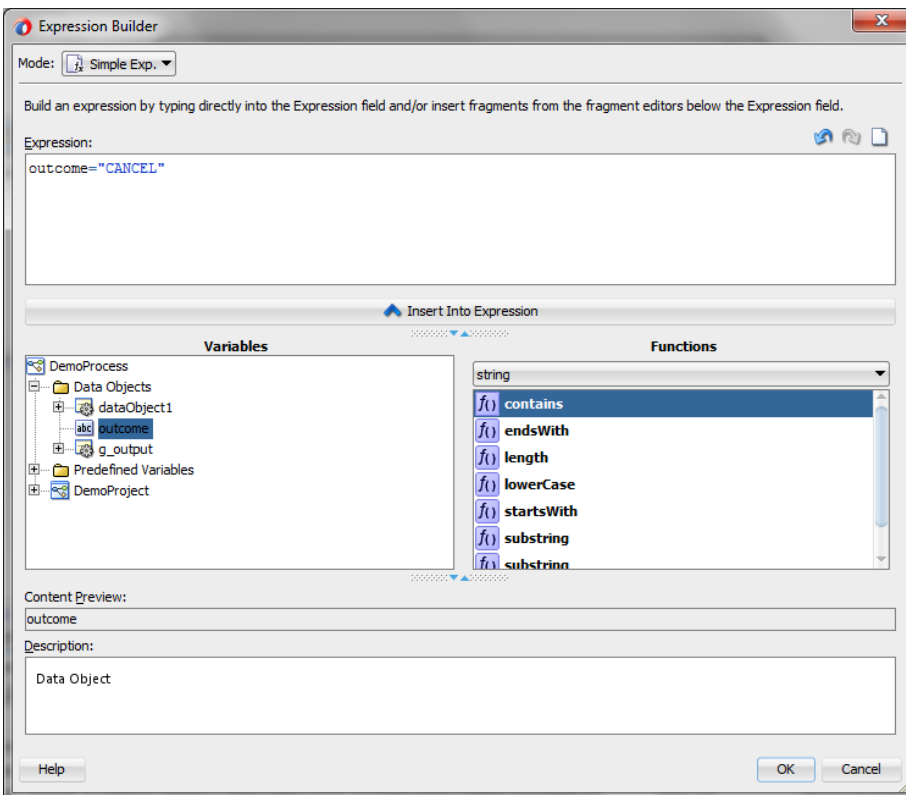 Expression Builder
Mode: Simple Exp.
Build an expression by typing directly into the Expression field and/or insert fragments from the fragment editors below the Expression field.
Expression:
outcome="CANCEL"
Insert Into Expression
Variables
DemoProcess
Data Objects
dataObject1
abc outcome
g_output
Predefined Variables
DemoProject
Functions
string
f() contains
f() endsWith
f() length
f() lowerCase
f() startsWith
f() substring
f() substring
Content Preview:
outcome
Description:
Data Object
Help OK Cancel